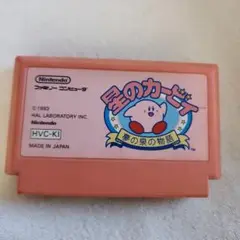 Nintendo
ファミリー コンピュータ
© 1993
HAL LABORATORY INC.
Nintendo
HVC-KI
MADE IN JAPAN
星のカービィ
夢の泉の物語